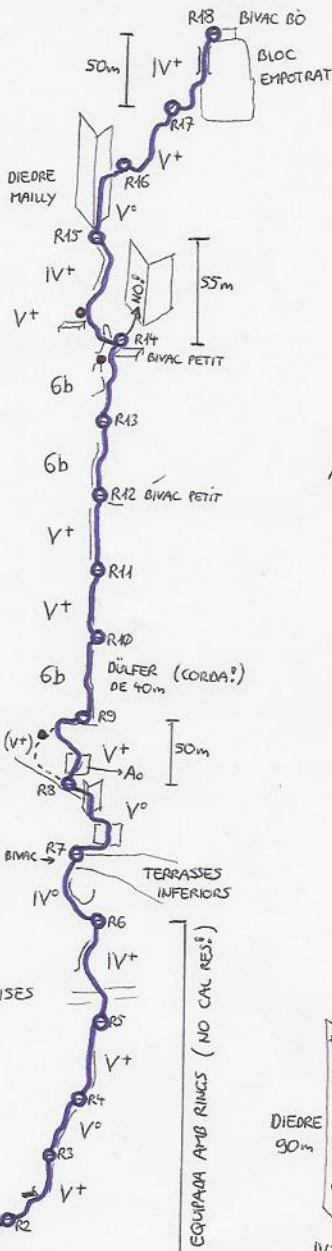 R18
BIVAC BÒ
50m
IV+
BLOC
EMPOTRAT
R17
V+
R16
DIEDRE
MAILLY
V°
R15
IV+
NO!
55m
V+
R14
BIVAC PETIT
6b
R13
6b
R12 BIVAC PETIT
V+
R11
V+
R10
6b
DÜLFER (CORDA!)
DE 40m
R9
(V+)
V+
50m
A0
R8
V°
BIVAC →
R7
TERRASSES
INFERIORS
IV°
R6
IV+
R5
EQUIPADA AMB RINGS (NO CAL RES!)
V+
R4
V°
DIEDRE
90m
R3
V+
R2